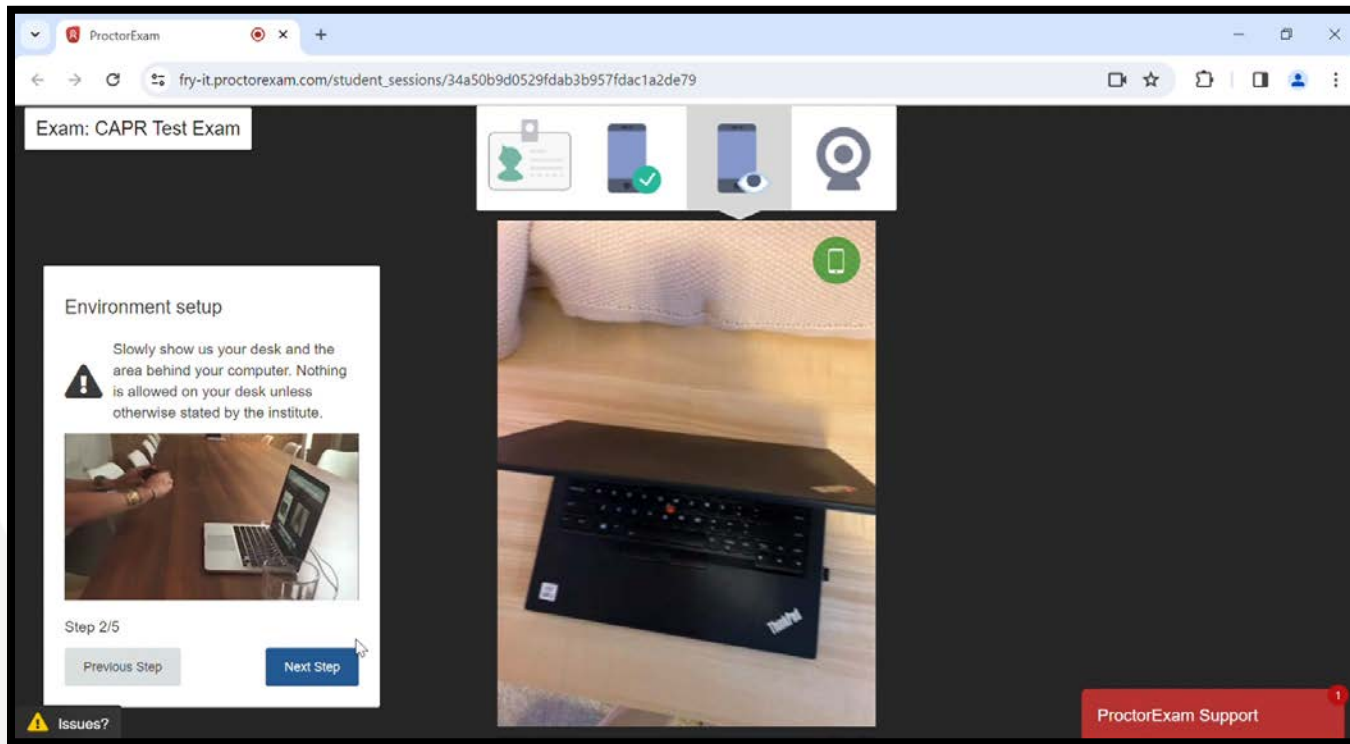 ProctorExam
fry-it.proctorexam.com/student_sessions/34a50b9d0529fdab3b957fdac1a2de79
Exam: CAPR Test Exam
Environment setup
Slowly show us your desk and the
area behind your computer. Nothing
is allowed on your desk unless
otherwise stated by the institute.
Step 2/5
Previous Step
Next Step
ThinkPad
Issues?
ProctorExam Support
1